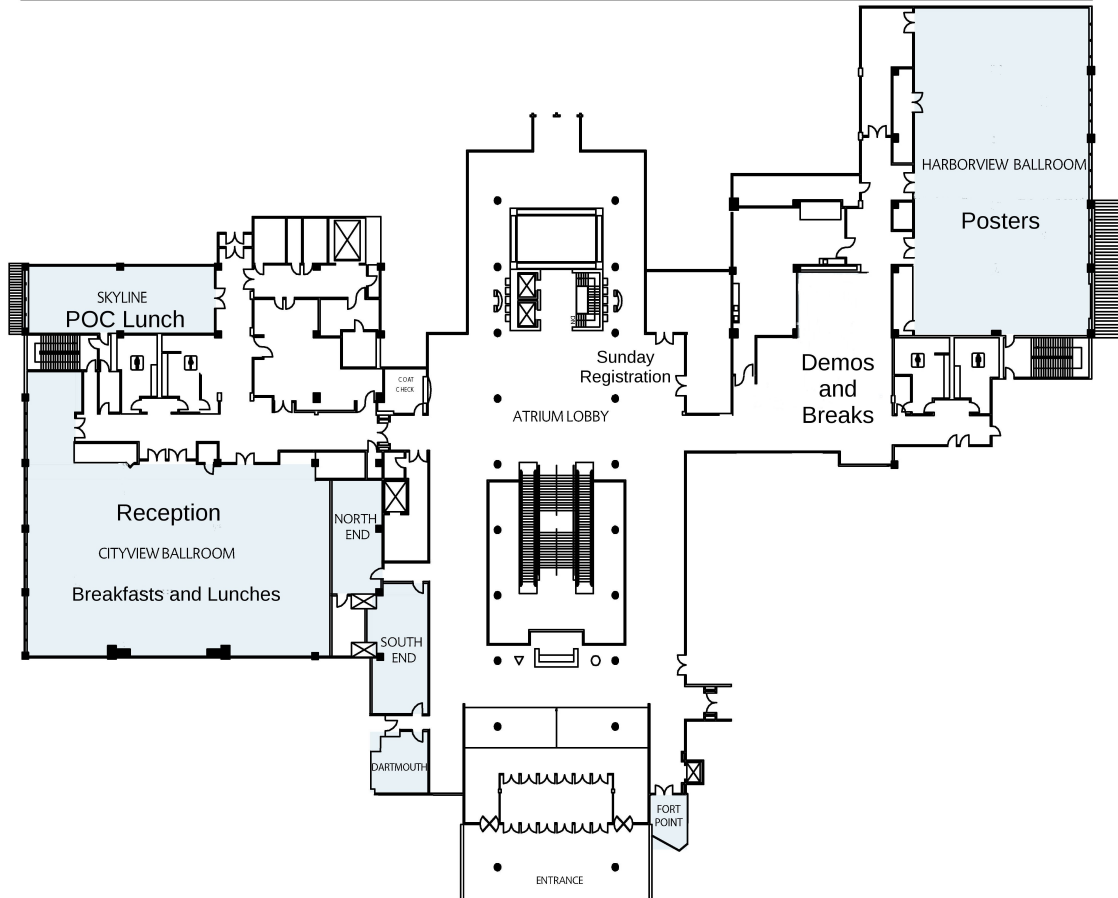 HARBORVIEW BALLROOM
Posters
SKYLINE
POC Lunch
Sunday
Registration
Demos
and
Breaks
COAT
CHECK
ATRIUM LOBBY
Reception
CITYVIEW BALLROOM
Breakfasts and Lunches
NORTH
END
SOUTH
END
DARTMOUTH
FORT
POINT
ENTRANCE